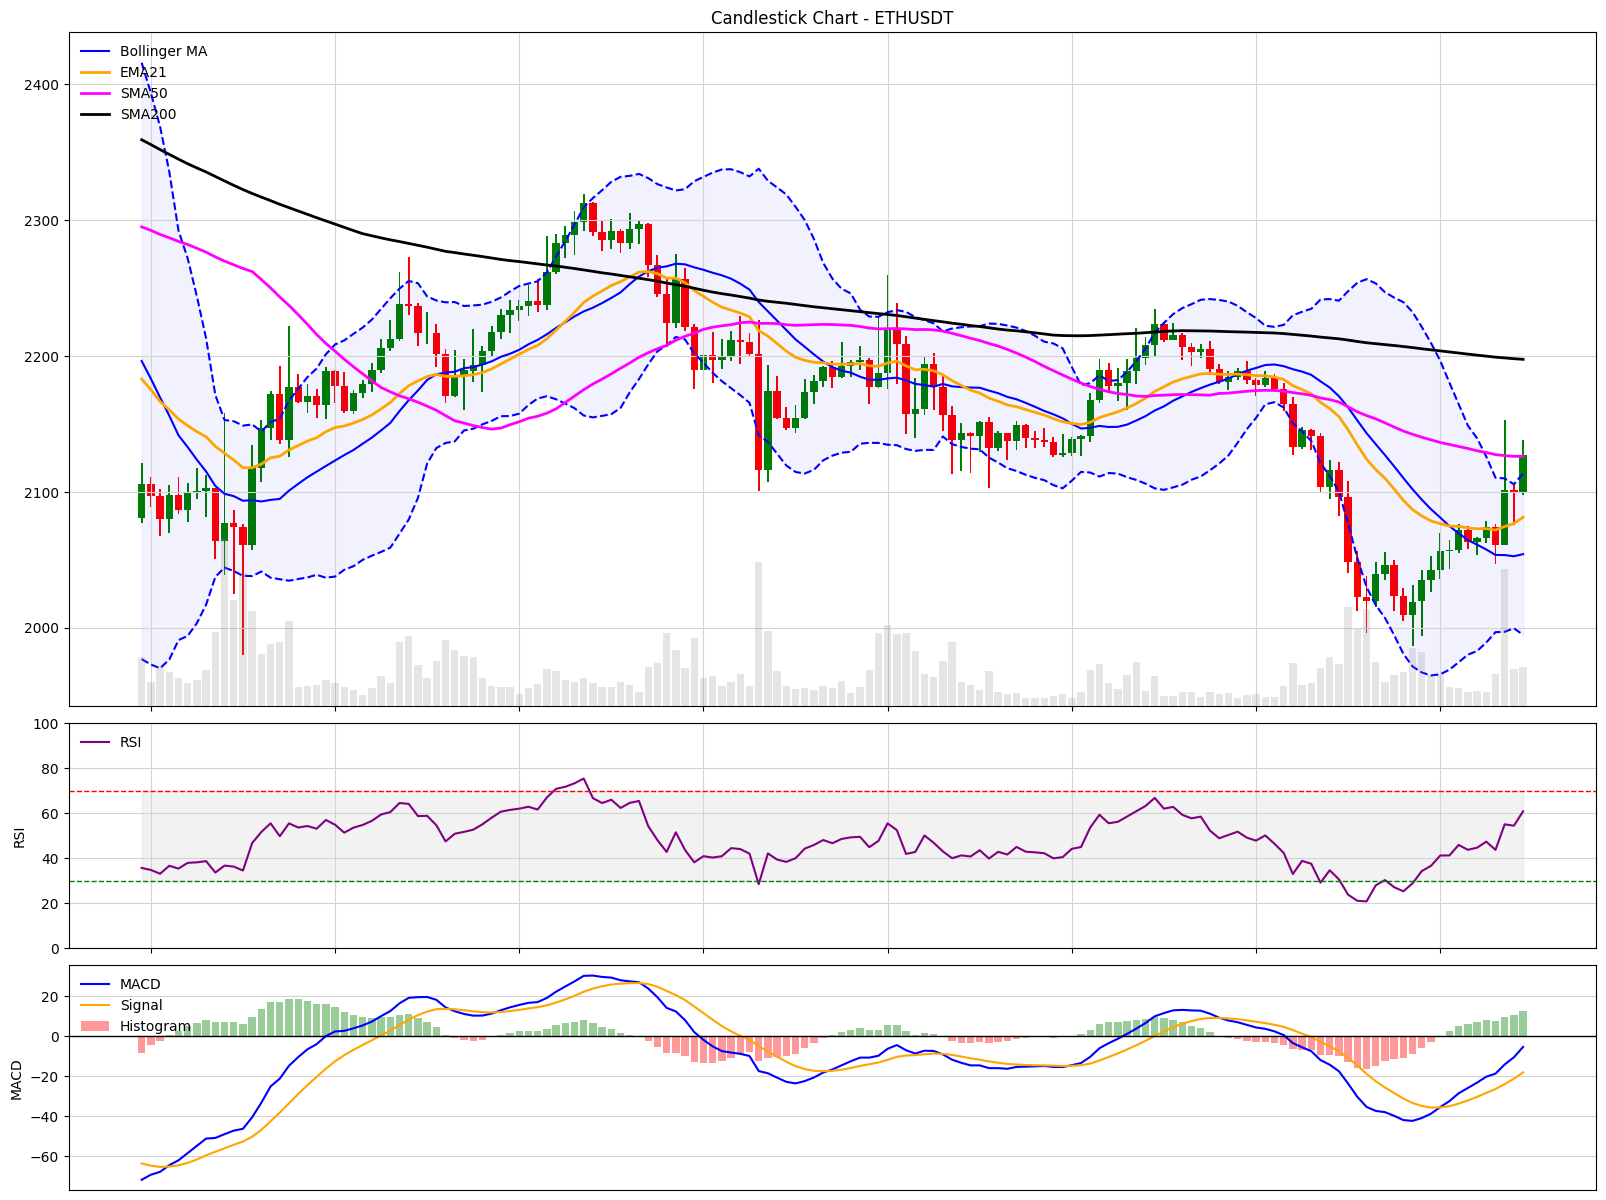 Candlestick Chart - ETHUSDT
Bollinger MA
EMA21
SMA50
SMA200
2400
2300
2200
2100
2000
RSI
100
80
60
40
20
0
RSI
MACD
Signal
Histogram
20
0
−20
−40
−60
MACD